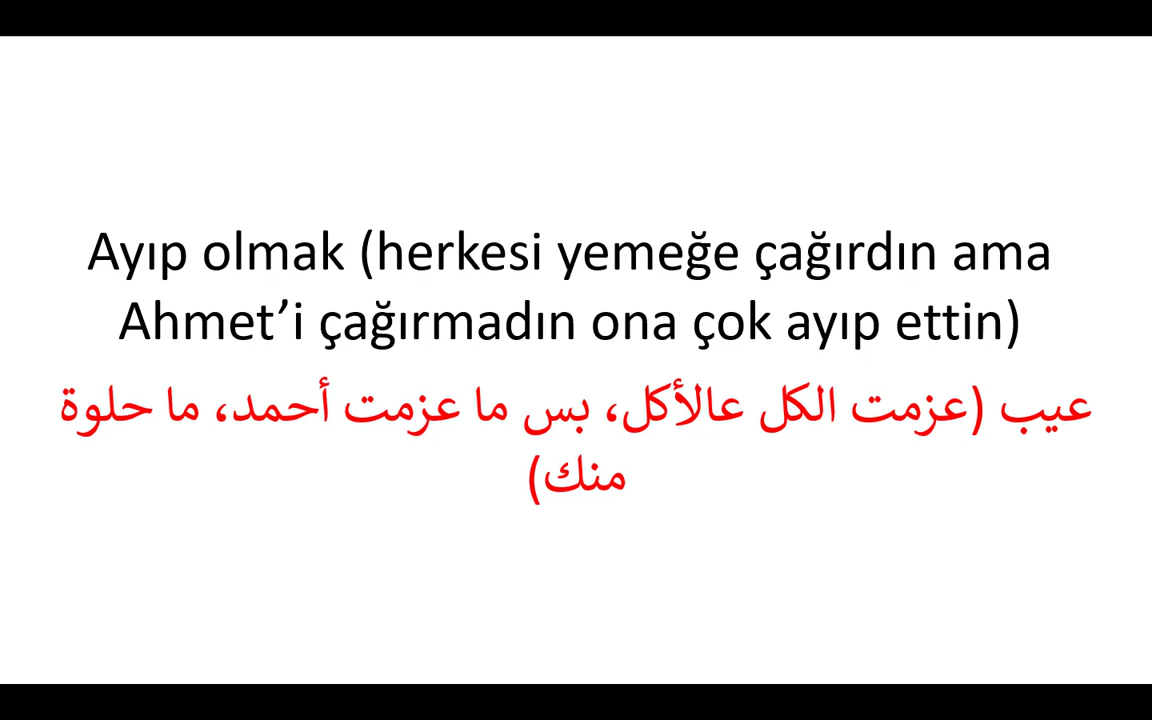 Ayıp olmak (herkesi yemeğe çağırdın ama
Ahmet’i çağırmadın ona çok ayıp ettin)
عيب (عزمت الكل عالأكل، بس ما عزمت أحمد، ما حلوة
منك)